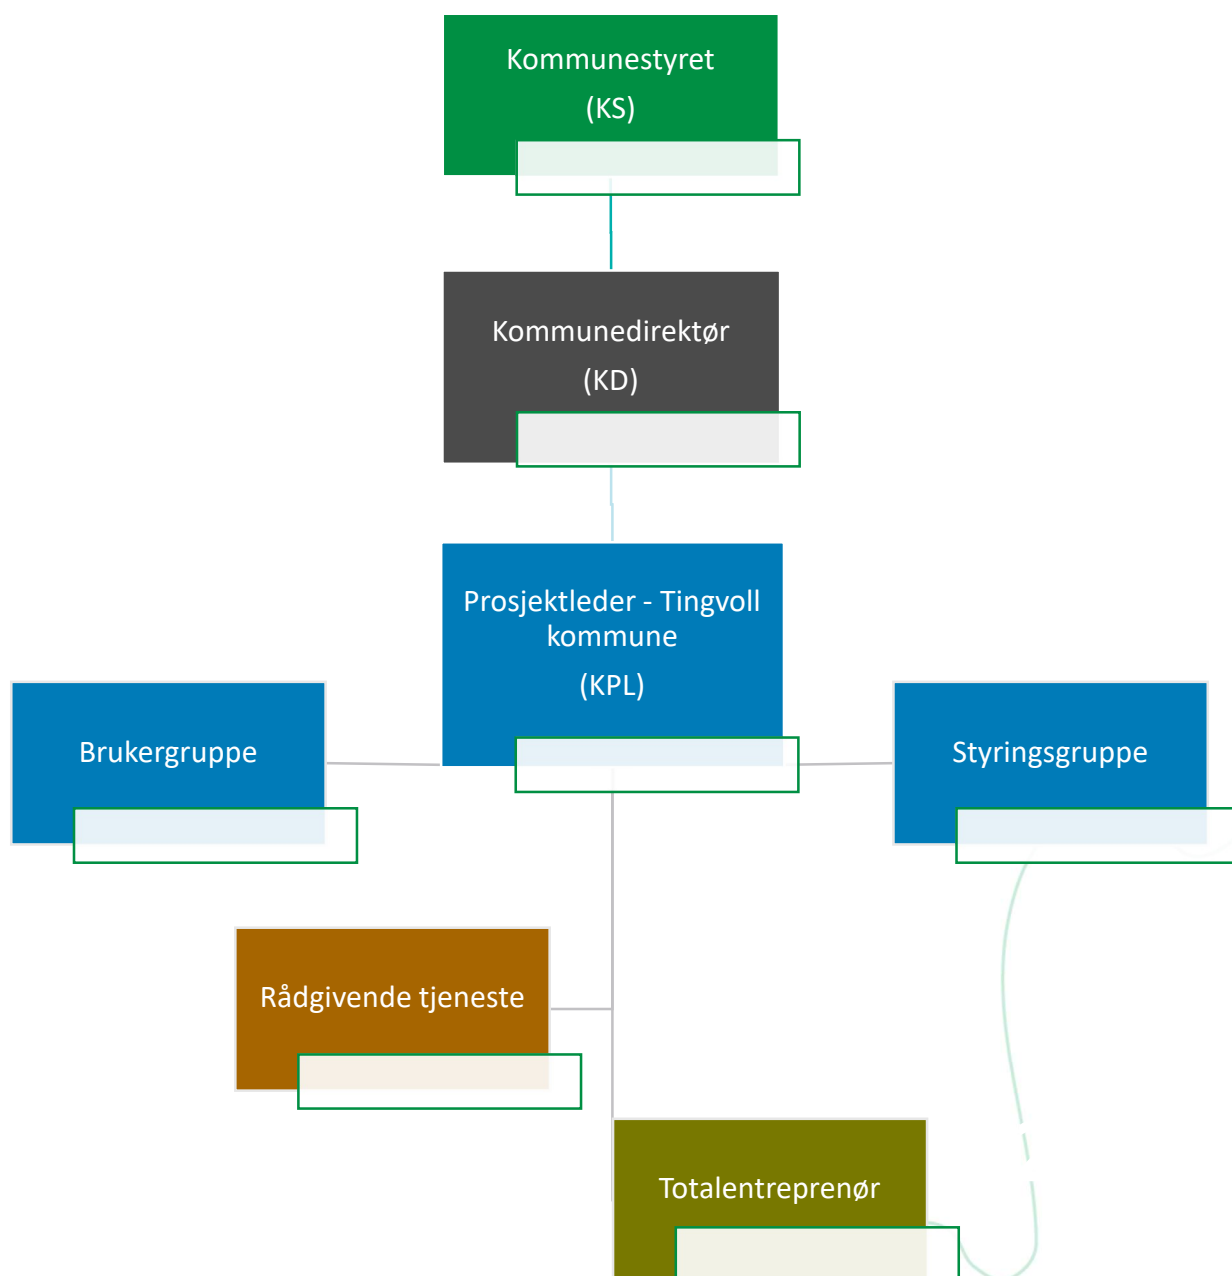 Kommunestyret
(KS)
Kommunedirektør
(KD)
Prosjektleder - Tingvoll
kommune
(KPL)
Brukergruppe
Styringsgruppe
Rådgivende tjeneste
Totalentreprenør